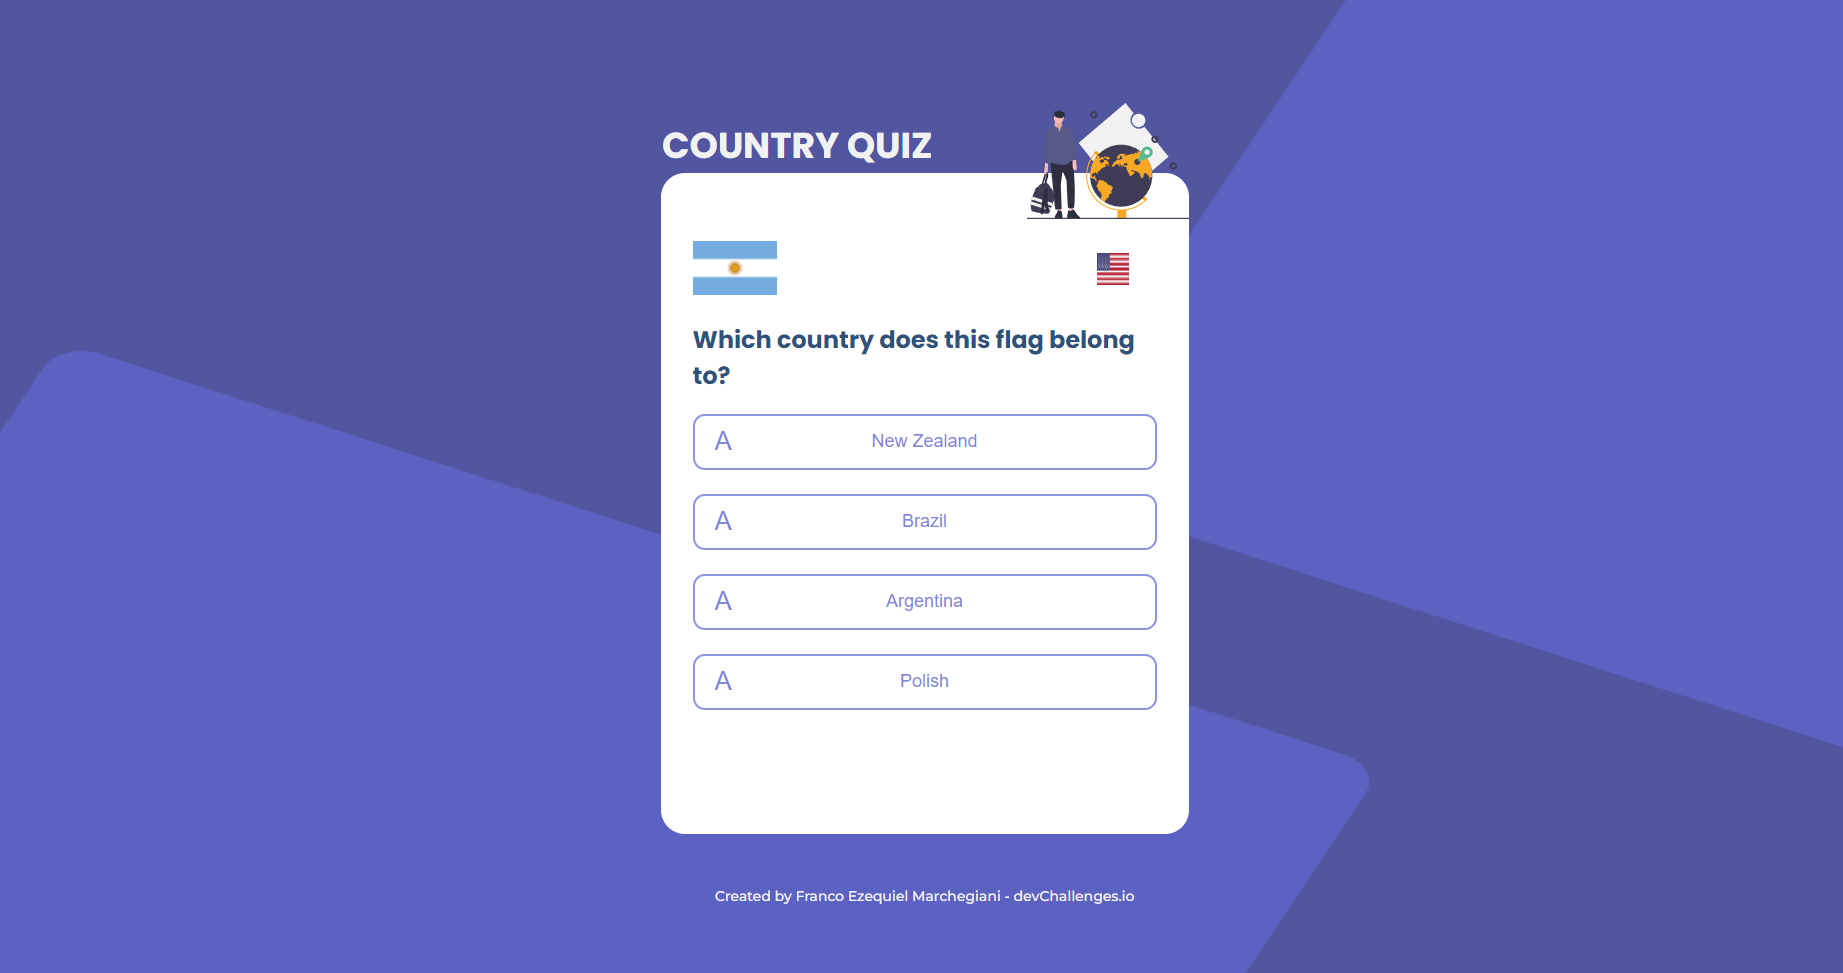 COUNTRY QUIZ
Which country does this flag belong
to?
A New Zealand
A Brazil
A Argentina
A Polish
Created by Franco Ezequiel Marchegiani - devChallenges.io